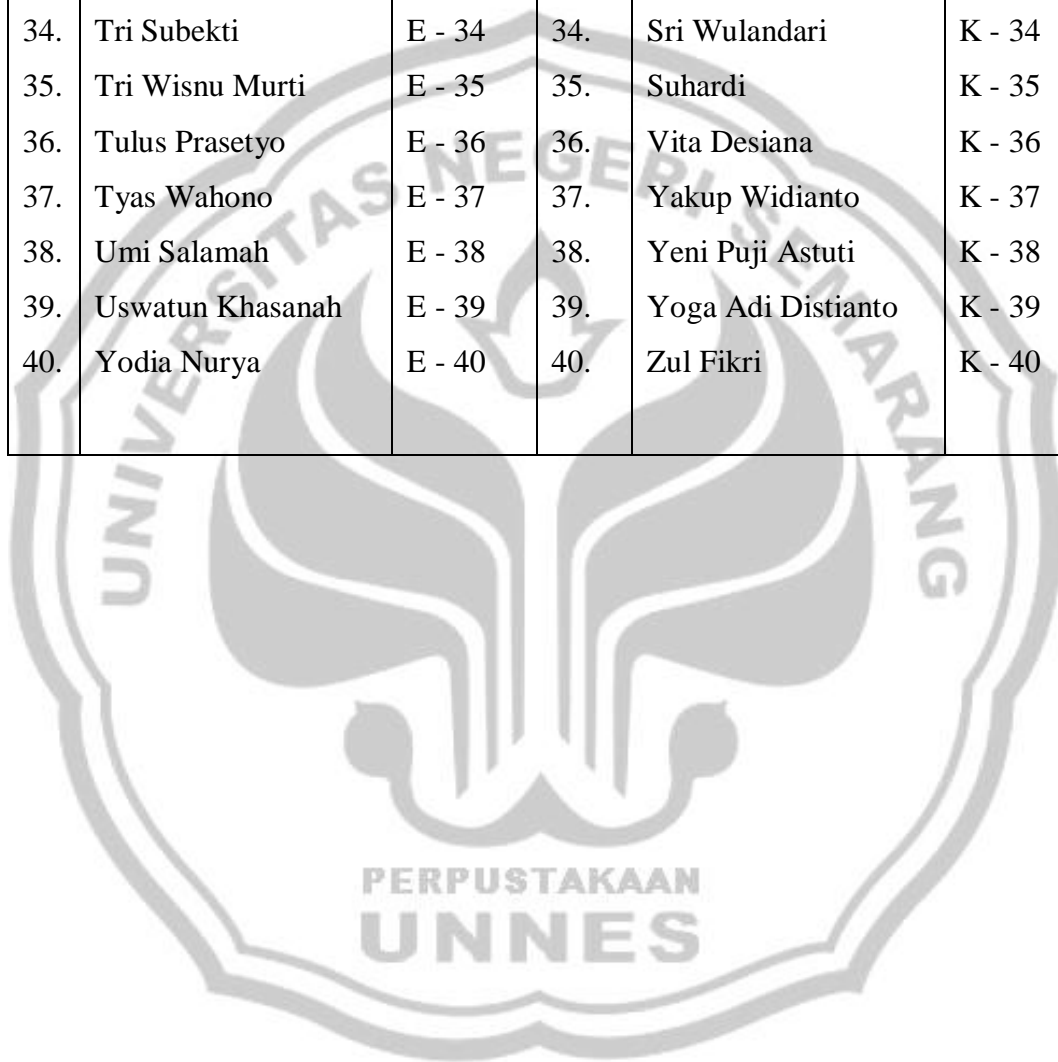 34. Tri Subekti E - 34 34. Sri Wulandari K - 34
35. Tri Wisnu Murti E - 35 35. Suhardi K - 35
36. Tulus Prasetyo E - 36 36. Vita Desiana K - 36
37. Tyas Wahono E - 37 37. Yakup Widianto K - 37
38. Umi Salamah E - 38 38. Yeni Puji Astuti K - 38
39. Uswatun Khasanah E - 39 39. Yoga Adi Distianto K - 39
40. Yodia Nurya E - 40 40. Zul Fikri K - 40
UNIVERSITAS NEGERI SEMARANG
PERPUSTAKAAN
UNNES